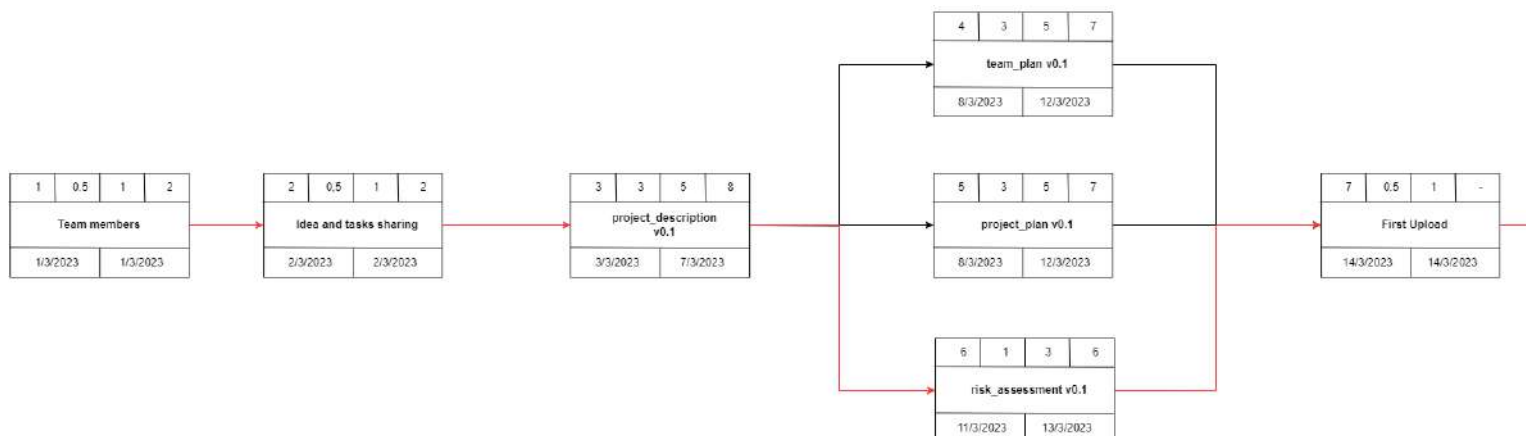 4 3 5 7
team_plan v0.1
8/3/2023 12/3/2023
1 0.5 1 2
Team members
1/3/2023 1/3/2023
2 0,5 1 2
Idea and tasks sharing
2/3/2023 2/3/2023
3 3 5 8
project_description
v0.1
3/3/2023 7/3/2023
5 3 5 7
project_plan v0.1
8/3/2023 12/3/2023
7 0.5 1 -
First Upload
14/3/2023 14/3/2023
6 1 3 6
risk_assessment v0.1
11/3/2023 13/3/2023